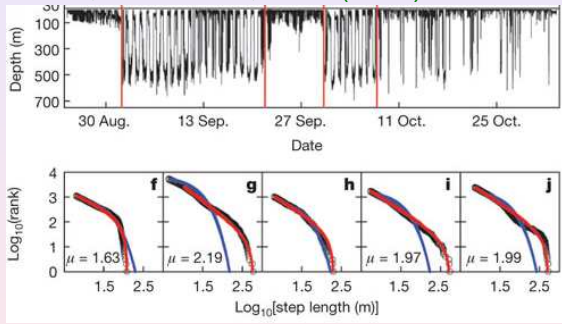 30
100
300
500
700
Depth (m)
30 Aug. 13 Sep. 27 Sep. 11 Oct. 25 Oct.
Date
4
3
2
1
0
Log10(rank)
f g h i j
μ = 1.63 μ = 2.19 μ = 1.97 μ = 1.99
1.5 2.5 1.5 2.5 1.5 2.5 1.5 2.5 1.5 2.5
Log10[step length (m)]